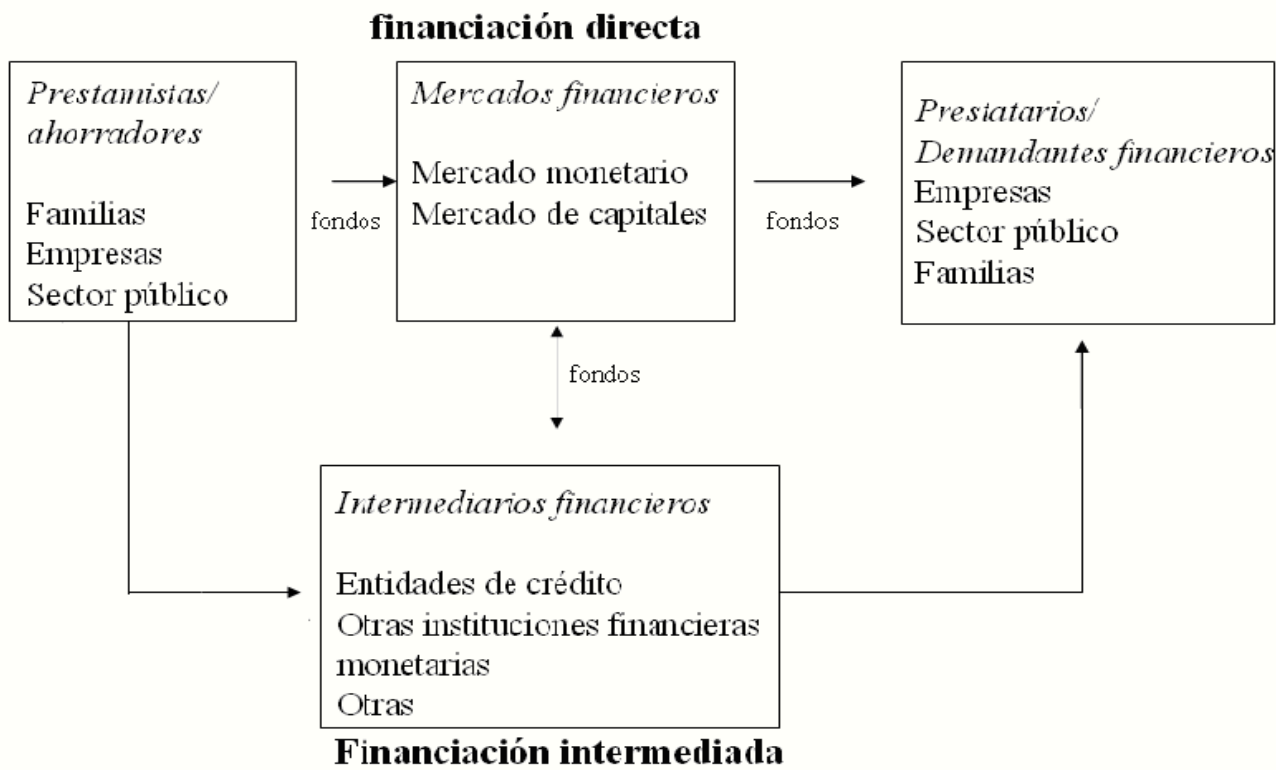 financiación directa
Prestamistas/
ahorradores
Familias
Empresas
Sector público
fondos
Mercados financieros
Mercado monetario
Mercado de capitales
fondos
Prestatarios/
Demandantes financieros
Empresas
Sector público
Familias
fondos
Intermediarios financieros
Entidades de crédito
Otras instituciones financieras
monetarias
Otras
Financiación intermediada